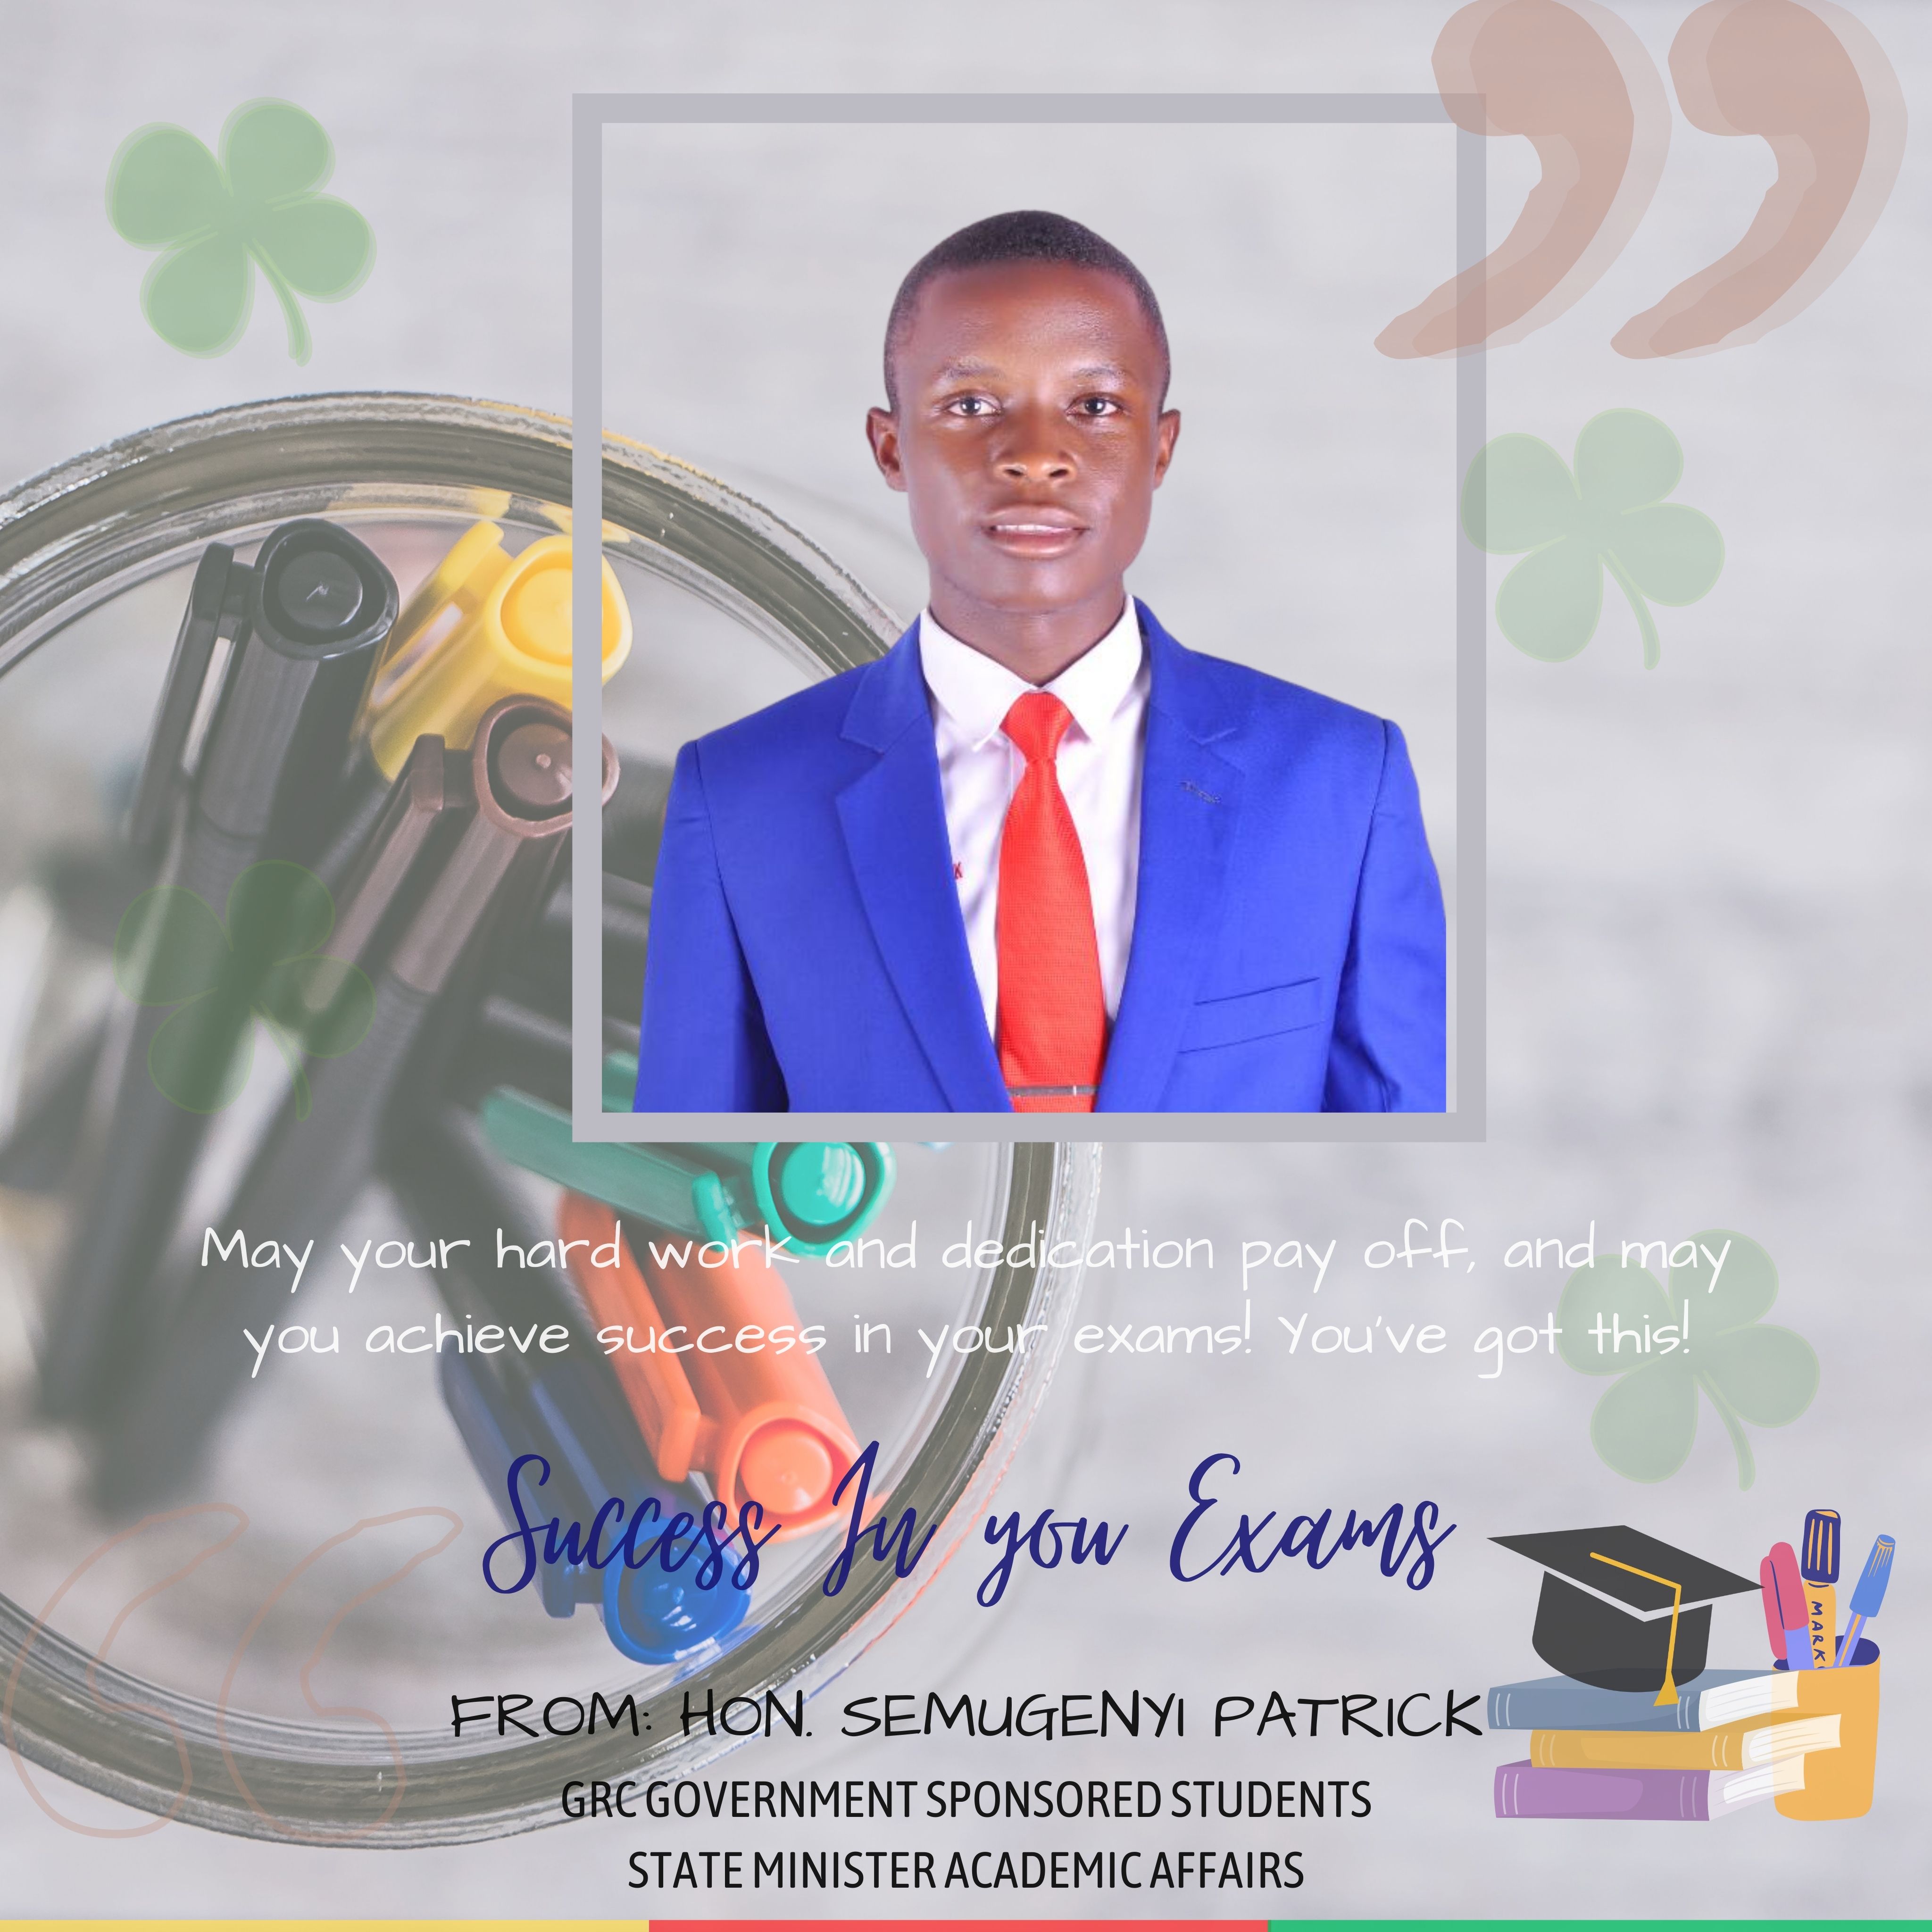 May your hard work and dedication pay off, and may
you achieve success in your exams! You've got this!
Success In you Exams
MARK
FROM: HON. SEMUGENYI PATRICK
GRC GOVERNMENT SPONSORED STUDENTS
STATE MINISTER ACADEMIC AFFAIRS